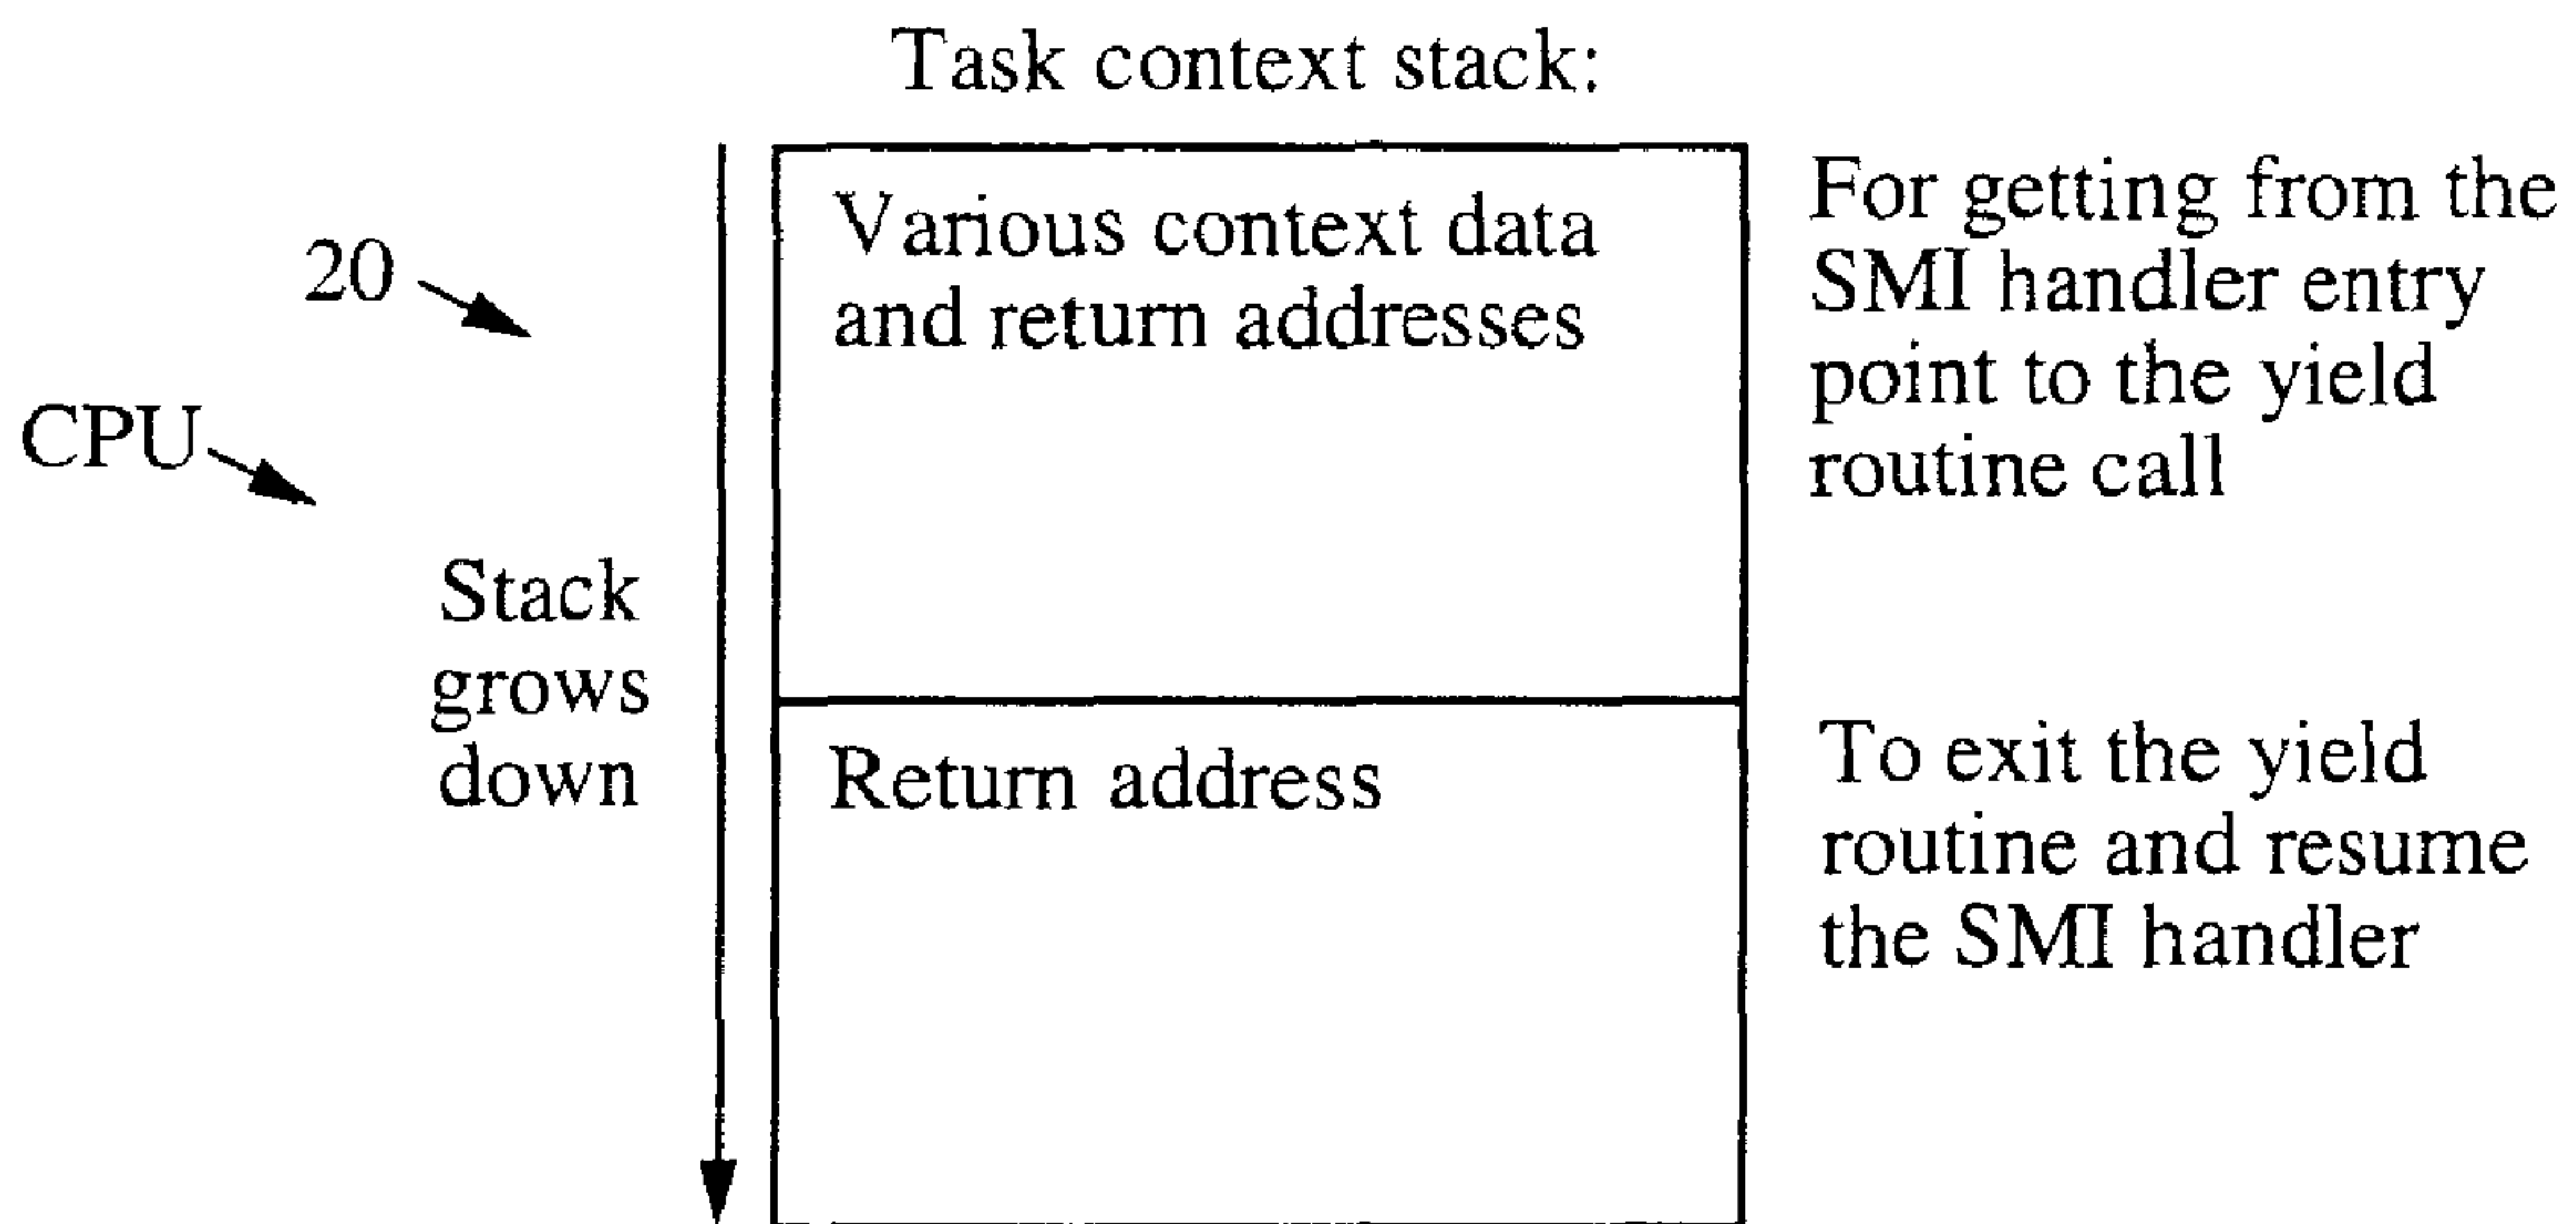 Task context stack:
20
CPU
Stack
grows
down
Various context data
and return addresses
For getting from the
SMI handler entry
point to the yield
routine call
Return address
To exit the yield
routine and resume
the SMI handler